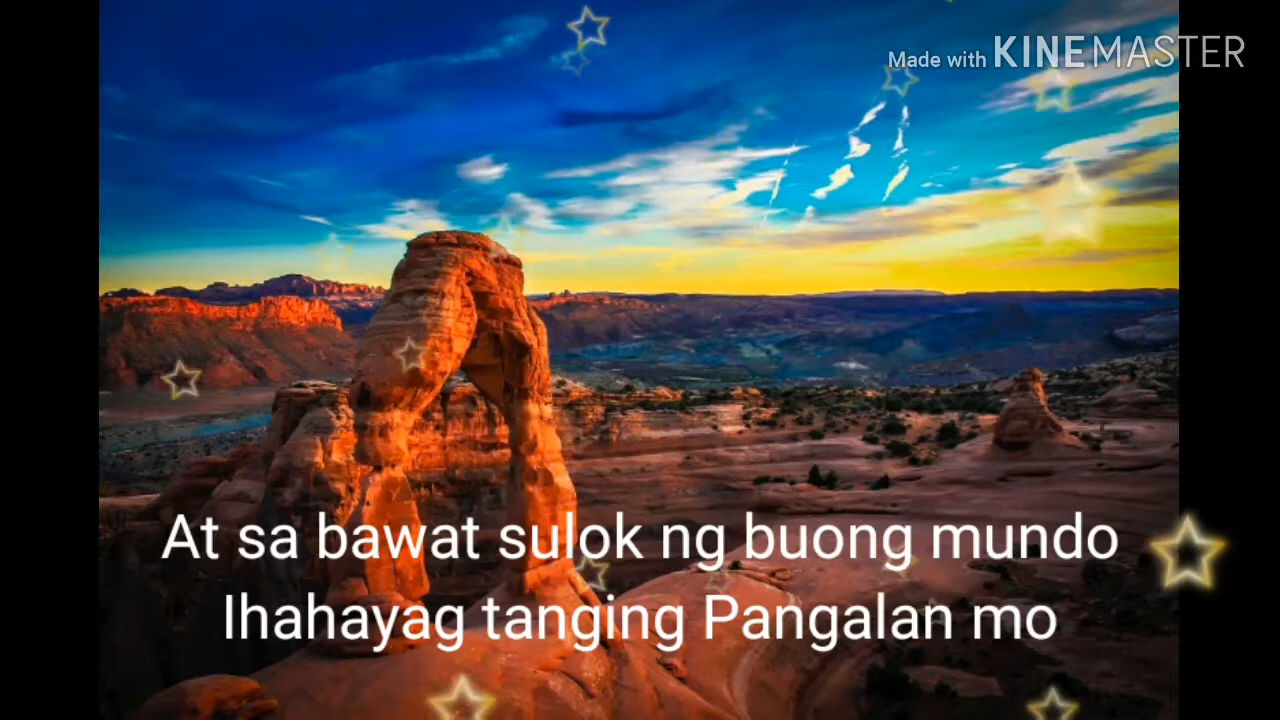 Made with KINEMASTER
At sa bawat sulok ng buong mundo
Ihahayag tanging Pangalan mo